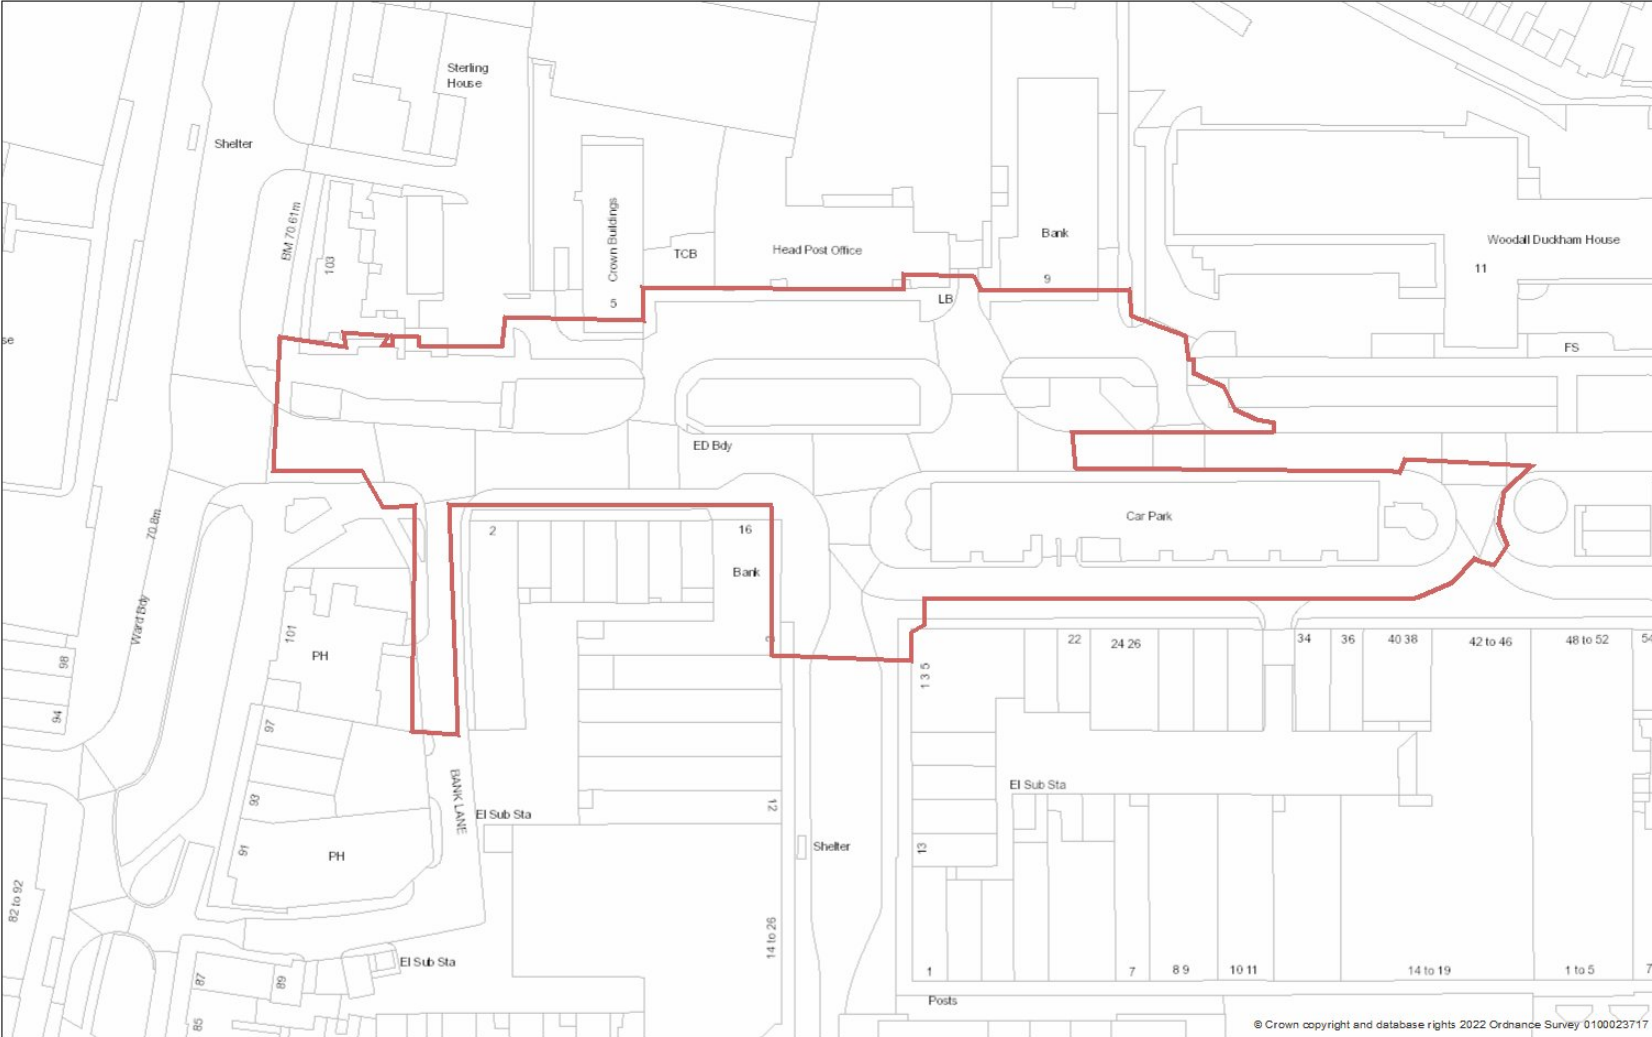 Sterling
House
Shelter
BM 70.61m
103
Crown Buildings
5
TCB
Head Post Office
LB
Bank
9
Woodall Duckham House
11
FS
se
ED Bdy
70.8m
Ward Bdy
2
16
Bank
Car Park
101
PH
98
94
97
93
91
PH
BANK LANE
El Sub Sta
12
Shelter
14 to 26
1 3 5
22
24 26
34
36
40 38
42 to 46
48 to 52
54
El Sub Sta
13
82 to 92
El Sub Sta
87
89
85
1
7
8 9
10 11
14 to 19
1 to 5
7
Posts
© Crown copyright and database rights 2022 Ordnance Survey 0100023717